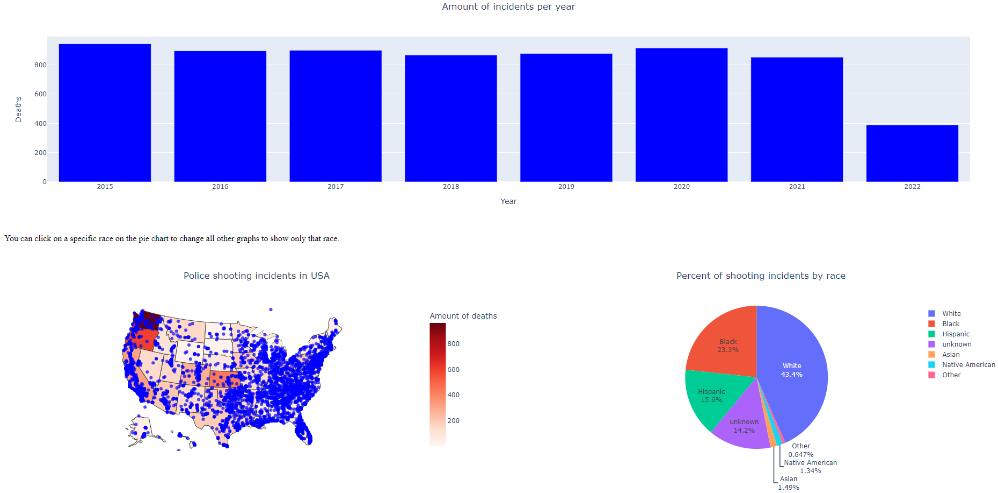 Amount of incidents per year
Deaths
800
600
400
200
0
2015 2016 2017 2018 2019 2020 2021 2022
Year
You can click on a specific race on the pie chart to change all other graphs to show only that race.
Police shooting incidents in USA
Amount of deaths
800
600
400
200
Percent of shooting incidents by race
White
43.4%
Black
23.3%
Hispanic
15.6%
unknown
14.2%
Other
0.647%
Native American
1.34%
Asian
1.49%
White
Black
Hispanic
unknown
Asian
Native American
Other